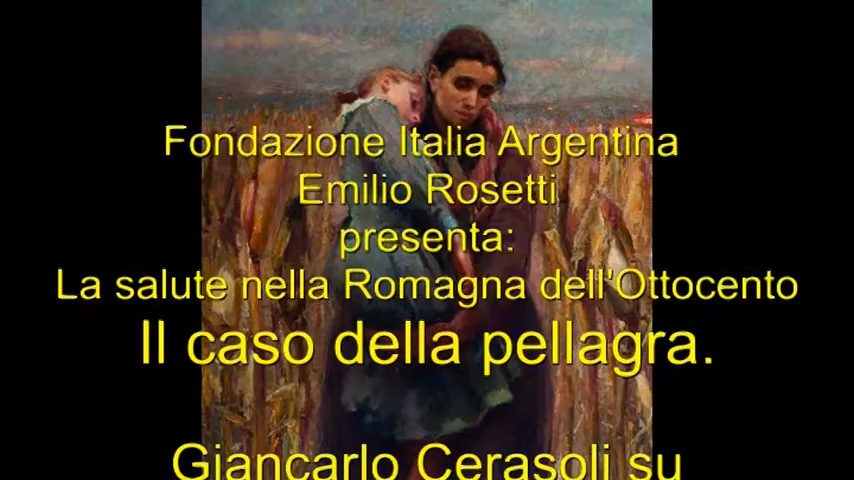 Fondazione Italia Argentina
Emilio Rosetti
presenta:
La salute nella Romagna dell'Ottocento
Il caso della pellagra.
Giancarlo Cerasoli su